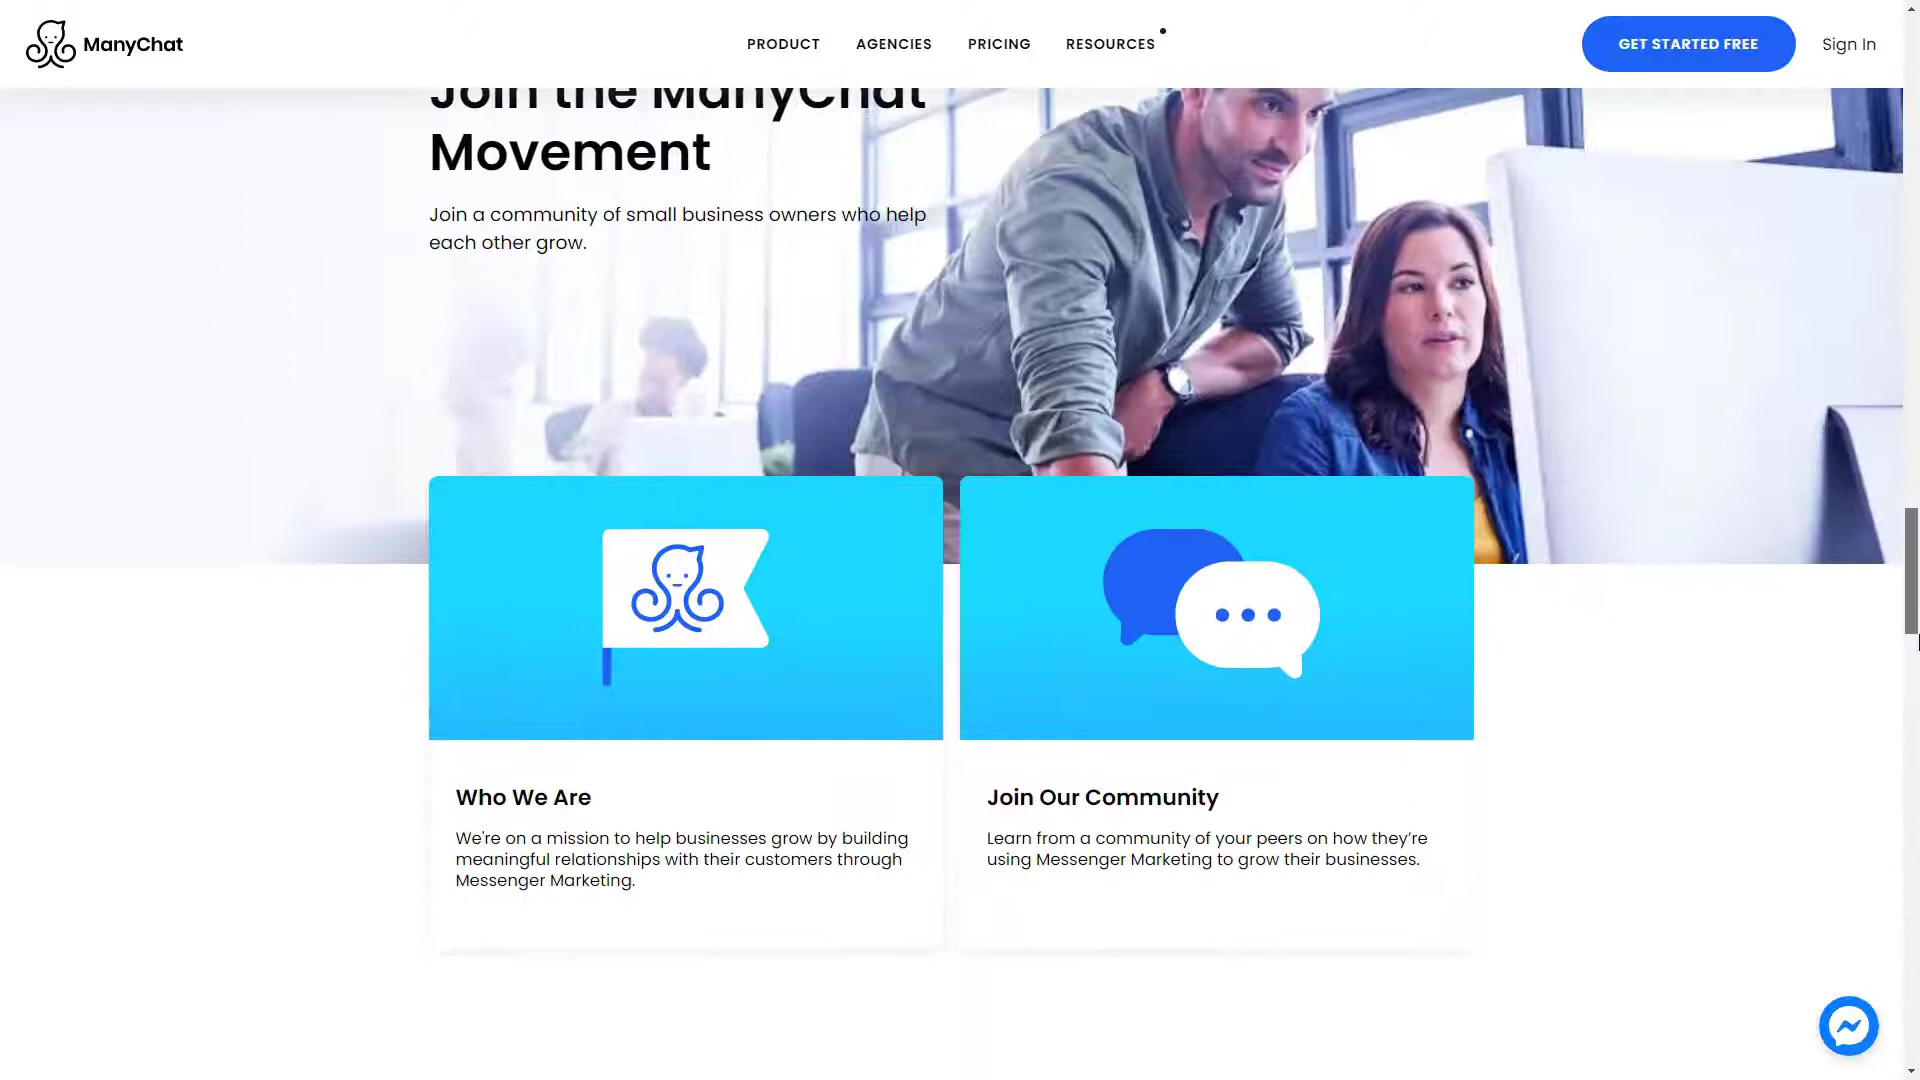 ManyChat
PRODUCT
AGENCIES
PRICING
RESOURCES
GET STARTED FREE
Sign In
Join the ManyChat
Movement
Join a community of small business owners who help
each other grow.
Who We Are
We're on a mission to help businesses grow by building
meaningful relationships with their customers through
Messenger Marketing.
Join Our Community
Learn from a community of your peers on how they’re
using Messenger Marketing to grow their businesses.